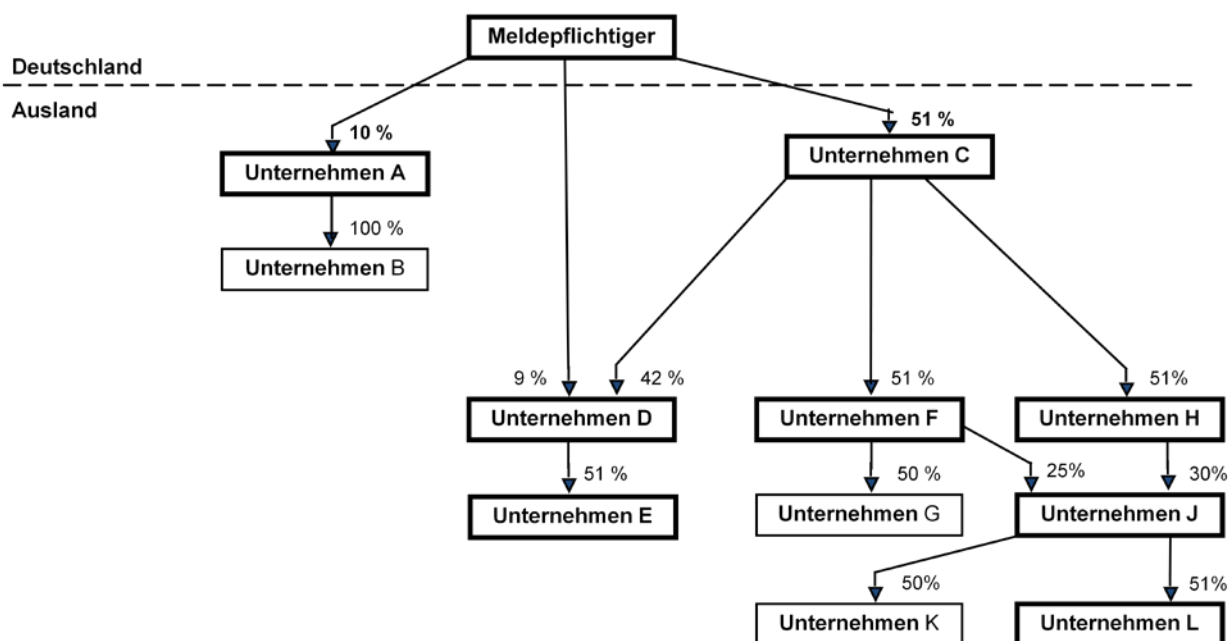 Meldepflichtiger
Deutschland
Ausland
10 %
51 %
Unternehmen A
Unternehmen C
100 %
Unternehmen B
9 %
42 %
51 %
51%
Unternehmen D
Unternehmen F
Unternehmen H
51 %
50 %
25%
30%
Unternehmen E
Unternehmen G
Unternehmen J
50%
51%
Unternehmen K
Unternehmen L